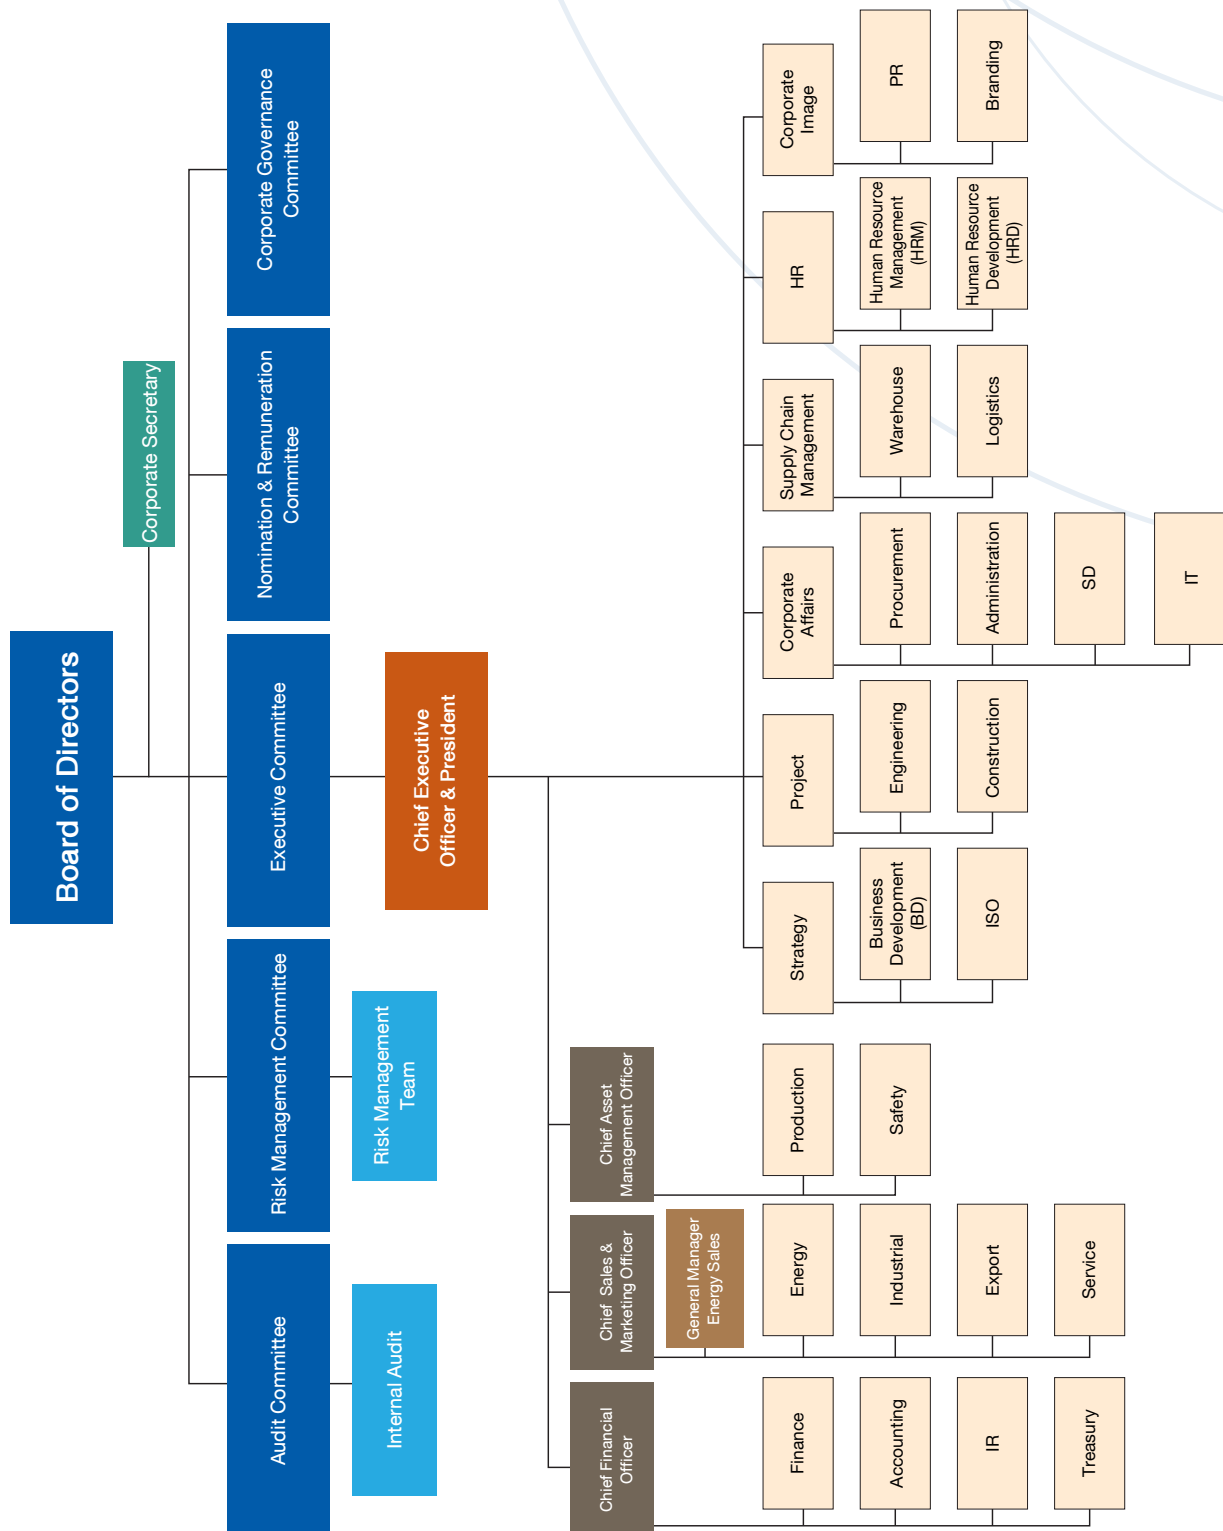 Board of Directors
Corporate Secretary
Audit Committee
Risk Management Committee
Executive Committee
Nomination & Remuneration
Committee
Corporate Governance
Committee
Internal Audit
Risk Management
Team
Chief Executive
Officer & President
Chief Financial
Officer
Chief Sales &
Marketing Officer
Chief Asset
Management Officer
General Manager
Energy Sales
Finance
Accounting
IR
Treasury
Energy
Industrial
Export
Service
Production
Safety
Strategy
Business
Development
(BD)
ISO
Project
Engineering
Construction
Corporate
Affairs
Procurement
Administration
SD
IT
Supply Chain
Management
Warehouse
Logistics
HR
Human Resource
Management
(HRM)
Human Resource
Development
(HRD)
Corporate
Image
PR
Branding